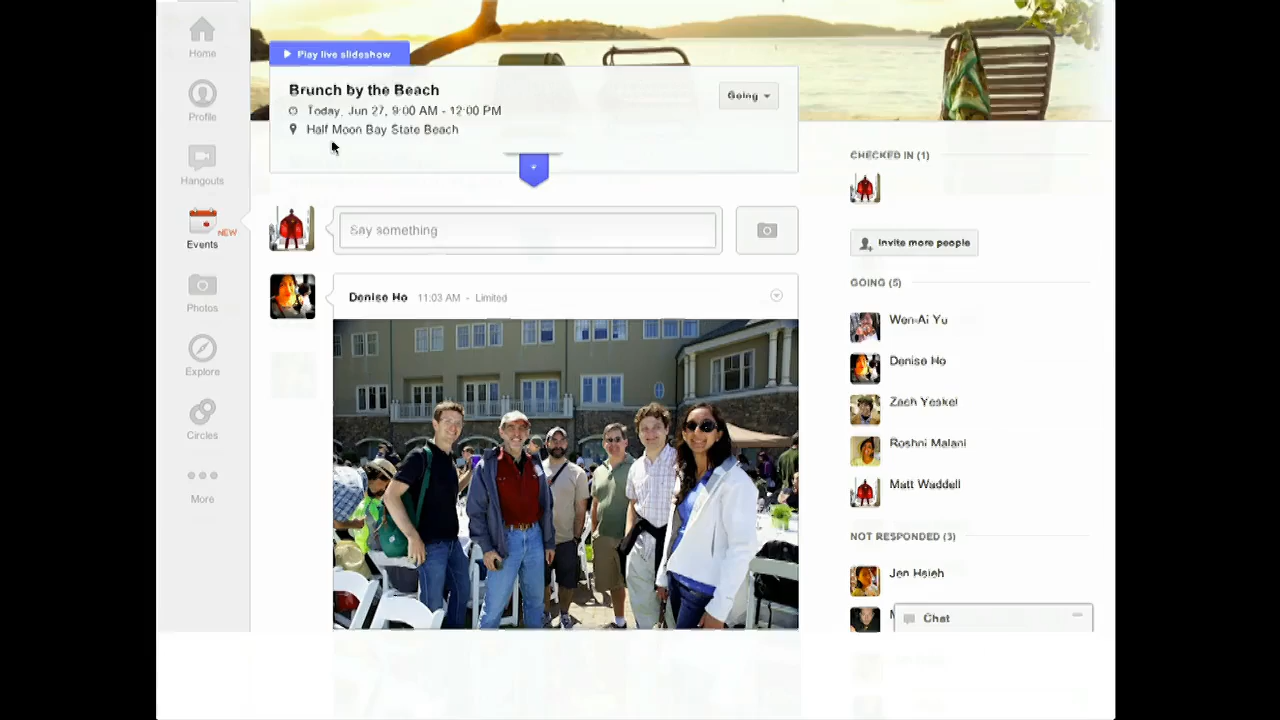 Home
Profile
Hangouts
Events
NEW
Photos
Explore
Circles
More
Play live slideshow
Brunch by the Beach
Today, Jun 27, 9:00 AM - 12:00 PM
Half Moon Bay State Beach
Going
Say something
Denise Ho 11:03 AM - Limited
CHECKED IN (1)
Invite more people
GOING (5)
Wen-Ai Yu
Denise Ho
Zach Yeskel
Roshni Malani
Matt Waddell
NOT RESPONDED (3)
Jen Hsieh
Chat